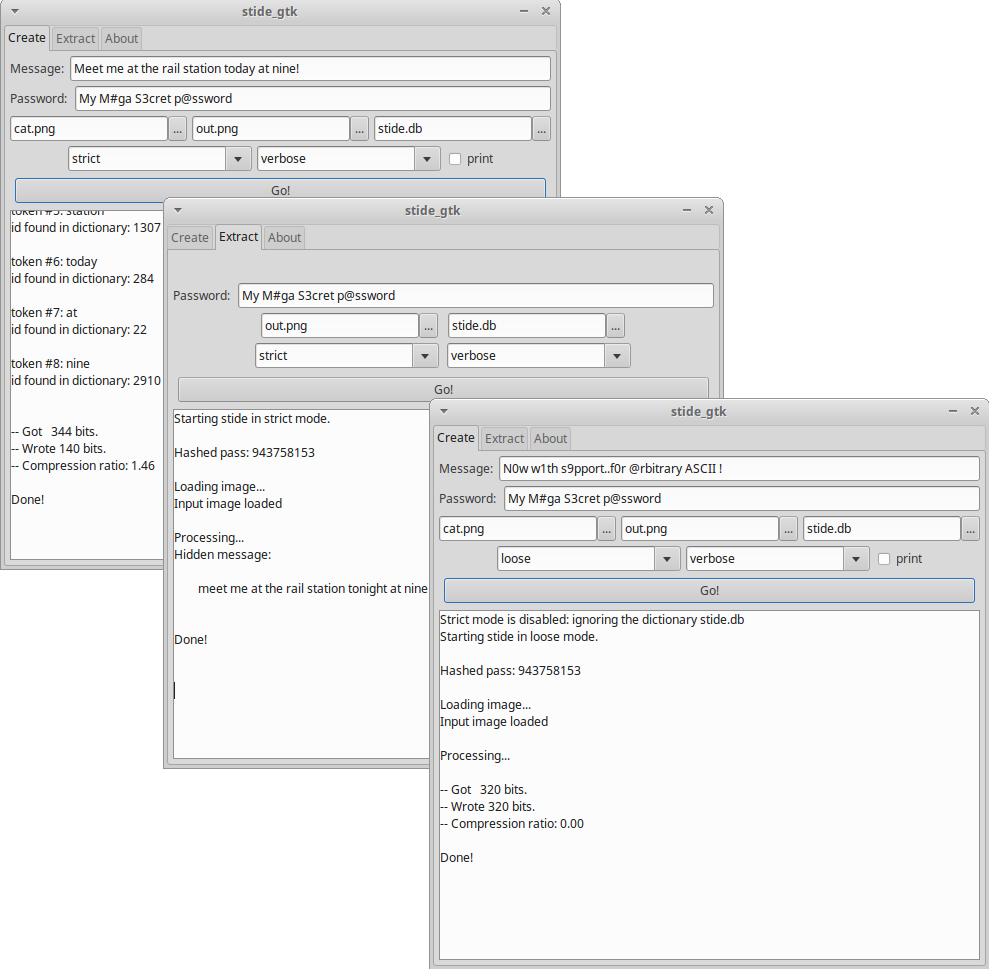 stide_gtk
Create Extract About
Message: Meet me at the rail station today at nine!
Password: My M#ga S3cret p@ssword
cat.png ... out.png ... stide.db ...
strict verbose print
Go!
token #5: station
id found in dictionary: 1307
token #6: today
id found in dictionary: 284
token #7: at
id found in dictionary: 22
token #8: nine
id found in dictionary: 2910
-- Got 344 bits.
-- Wrote 140 bits.
-- Compression ratio: 1.46
Done!
stide_gtk
Create Extract About
Password: My M#ga S3cret p@ssword
out.png ... stide.db ...
strict verbose
Go!
Starting stide in strict mode.
Hashed pass: 943758153
Loading image...
Input image loaded
Processing...
Hidden message:
meet me at the rail station tonight at nine
Done!
stide_gtk
Create Extract About
Message: N0w w1th s9pport..f0r @rbitrary ASCII !
Password: My M#ga S3cret p@ssword
cat.png ... out.png ... stide.db ...
loose verbose print
Go!
Strict mode is disabled: ignoring the dictionary stide.db
Starting stide in loose mode.
Hashed pass: 943758153
Loading image...
Input image loaded
Processing...
-- Got 320 bits.
-- Wrote 320 bits.
-- Compression ratio: 0.00
Done!